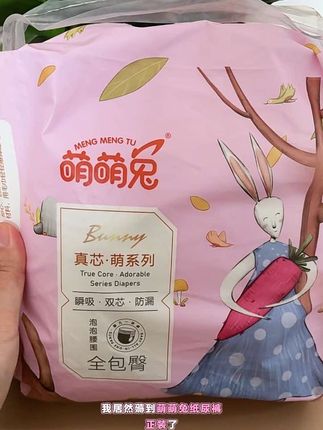 MENG MENG TU
萌萌兔®
Bunny
真芯·萌系列
True Core · Adorable
Series Diapers
瞬吸·双芯·防漏
泡泡腰围
全包臀
我居然薅到萌萌兔纸尿裤
正装了